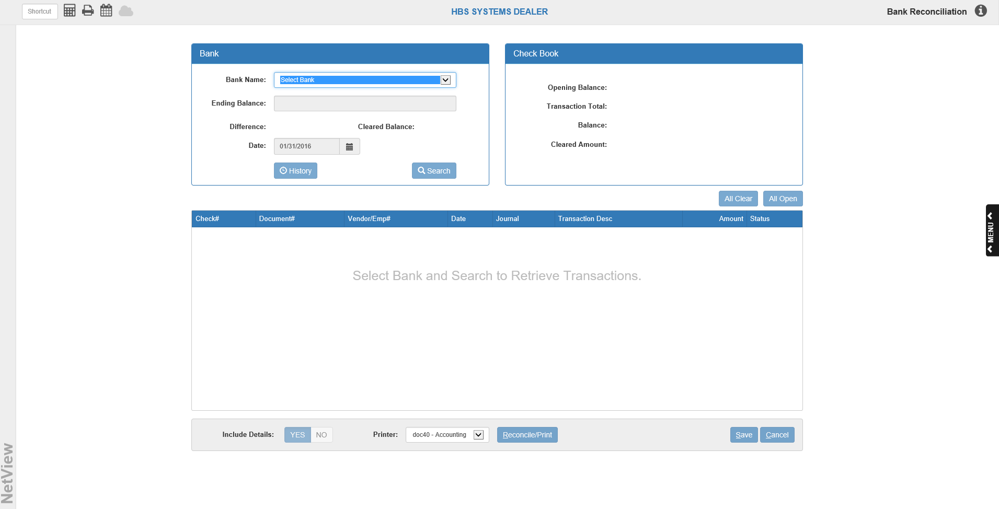 Shortcut
HBS SYSTEMS DEALER
Bank Reconciliation
Bank
Bank Name: Select Bank
Ending Balance:
Difference: Cleared Balance:
Date: 01/31/2016
History Search
Check Book
Opening Balance:
Transaction Total:
Balance:
Cleared Amount:
All Clear All Open
Check# Document# Vendor/Emp# Date Journal Transaction Desc Amount Status
Select Bank and Search to Retrieve Transactions.
MENU
Include Details: YES NO Printer: doc40 - Accounting Reconcile/Print Save Cancel
NetView